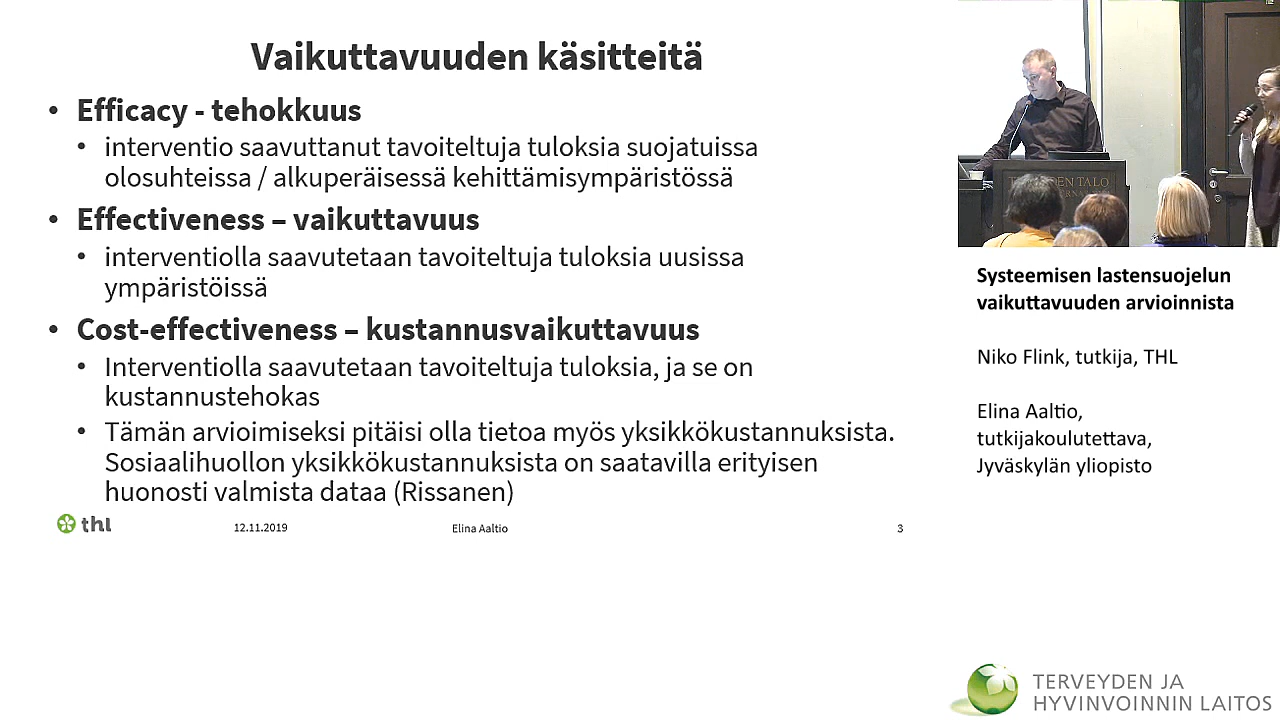 Vaikuttavuuden käsitteitä
• Efficacy - tehokkuus
• interventio saavuttanut tavoiteltuja tuloksia suojatuissa
olosuhteissa / alkuperäisessä kehittämisympäristössä
• Effectiveness – vaikuttavuus
• interventiolla saavutetaan tavoiteltuja tuloksia uusissa
ympäristöissä
• Cost-effectiveness – kustannusvaikuttavuus
• Interventiolla saavutetaan tavoiteltuja tuloksia, ja se on
kustannustehokas
• Tämän arvioimiseksi pitäisi olla tietoa myös yksikkökustannuksista.
Sosiaalihuollon yksikkökustannuksista on saatavilla erityisen
huonosti valmista dataa (Rissanen)
thl
12.11.2019
Elina Aaltio
3
Systeemisen lastensuojelun
vaikuttavuuden arvioinnista
Niko Flink, tutkija, THL
Elina Aaltio,
tutkijakoulutettava,
Jyväskylän yliopisto
TERVEYDEN JA
HYVINVOINNIN LAITOS